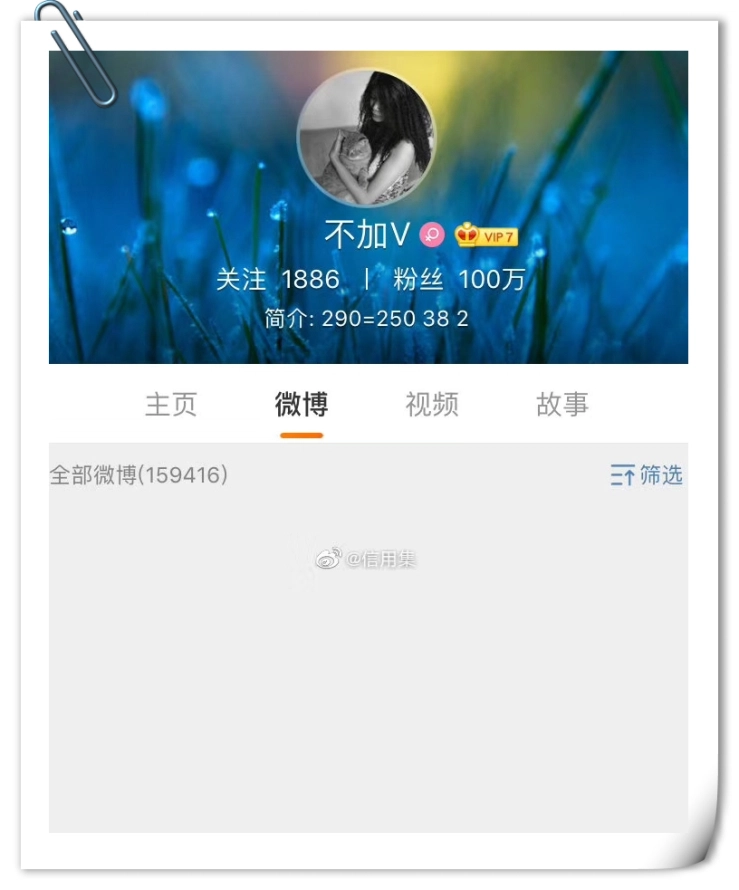 不加V VIP 7
关注 1886 | 粉丝 100万
简介: 290=250 38 2
主页 微博 视频 故事
全部微博(159416) 筛选
@信用集